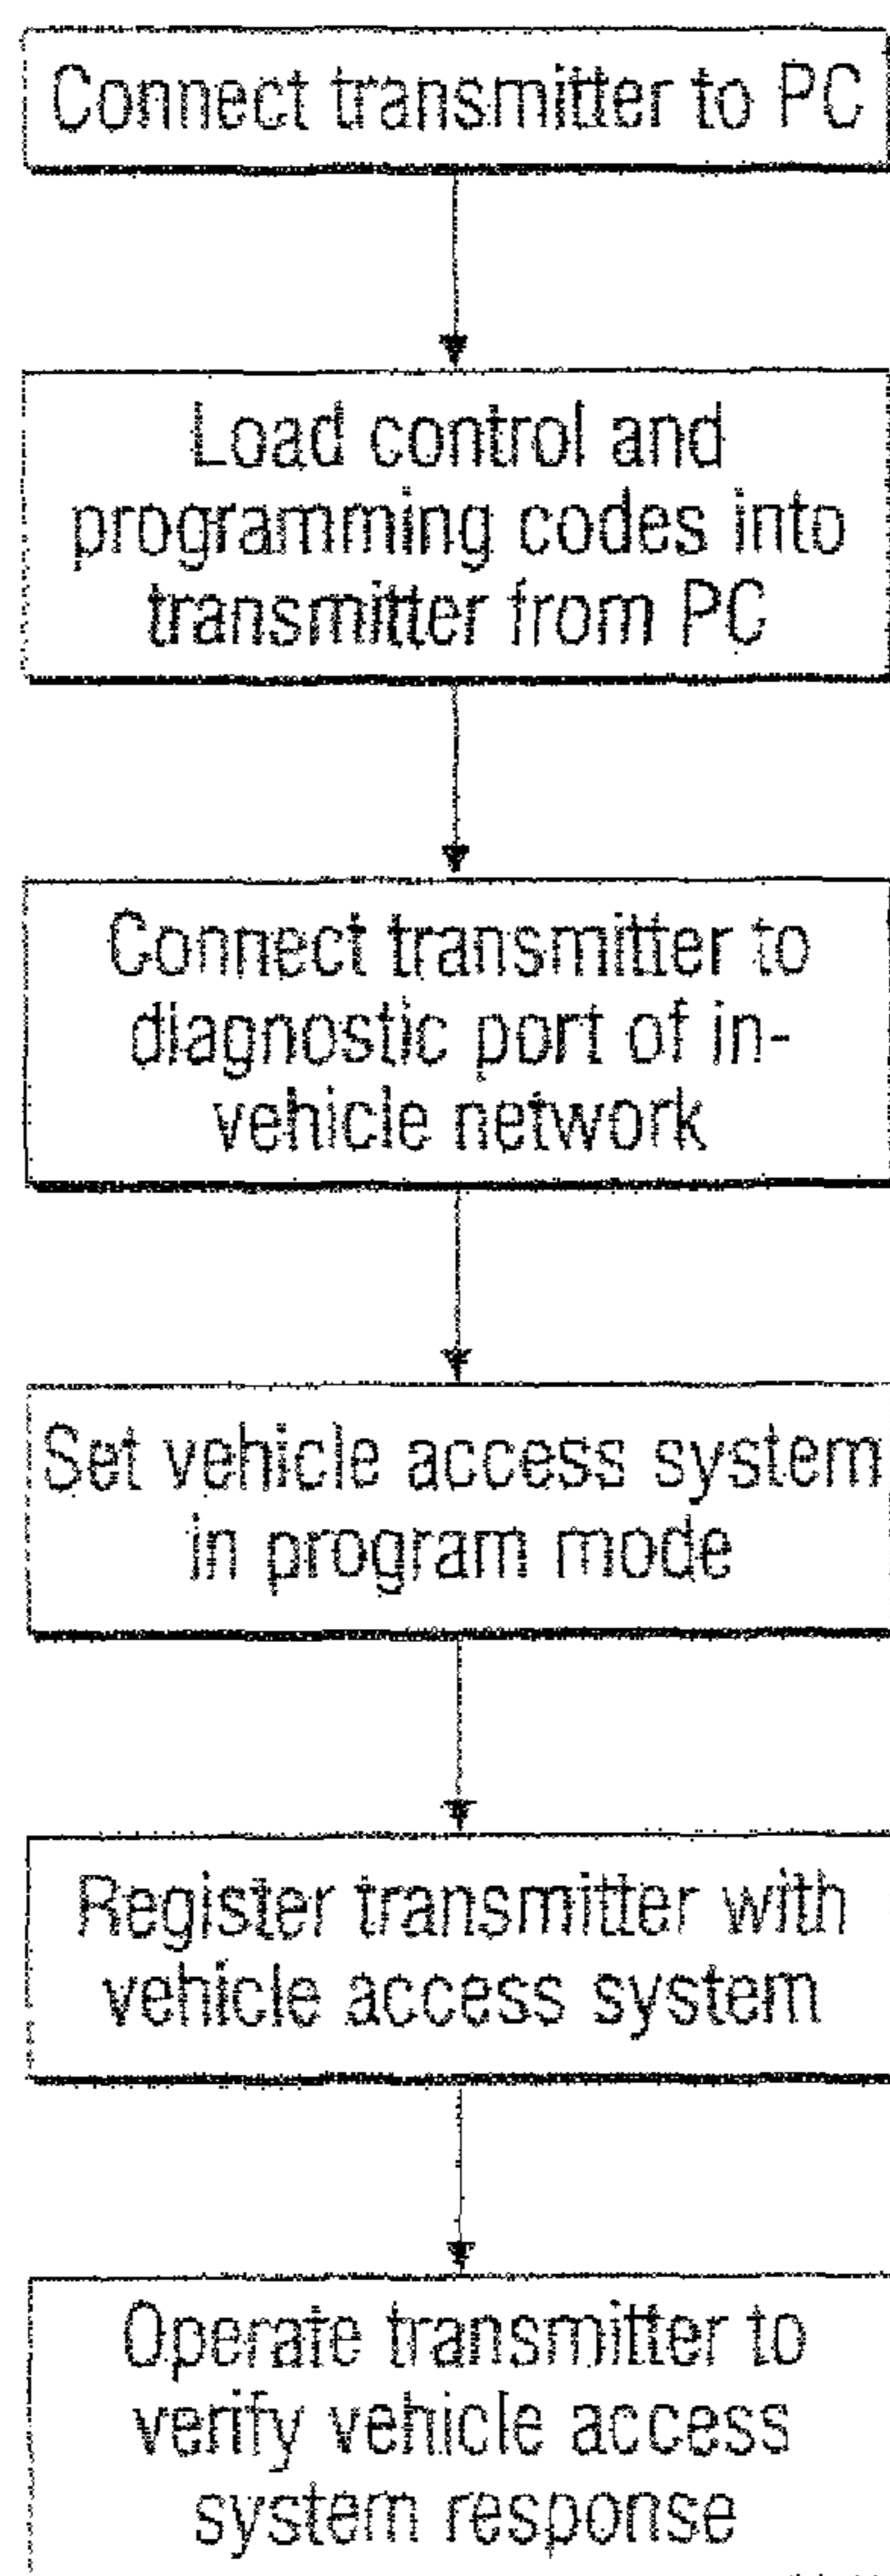 Connect transmitter to PC
Load control and
programming codes into
transmitter from PC
Connect transmitter to
diagnostic port of in-
vehicle network
Set vehicle access system
in program mode
Register transmitter with
vehicle access system
Operate transmitter to
verify vehicle access
system response